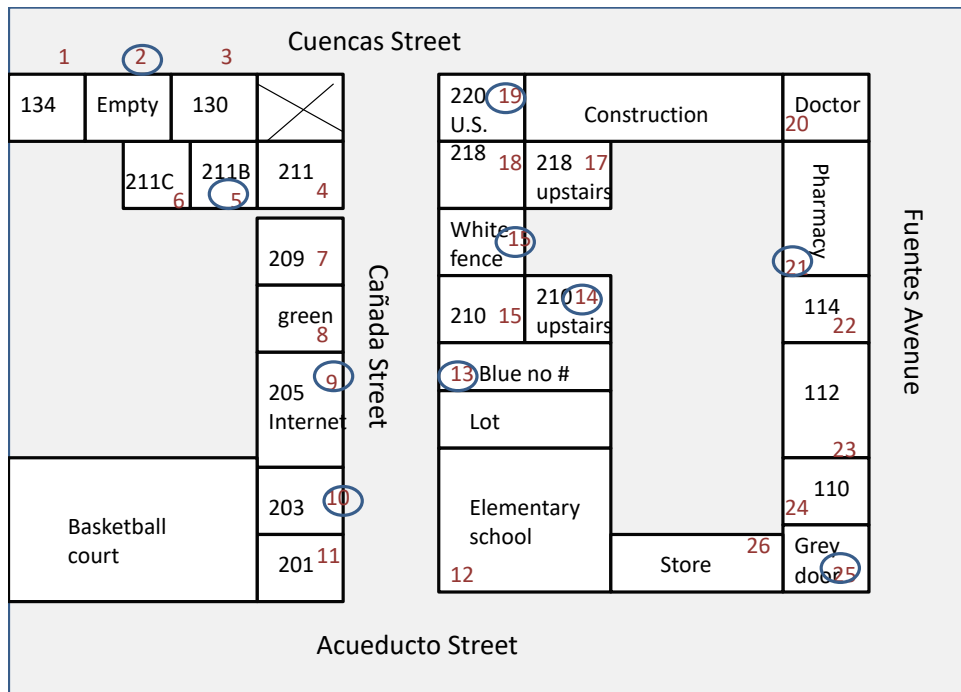 Cuencas Street
1 2 3
134 Empty 130
211C 6
211B 5
211 4
209 7
green 8
205 9
Internet
203 10
201 11
Basketball
court
Cañada Street
220 19
U.S.
Construction
Doctor
20
218 18
218 17
upstairs
White
fence 15
210 15
210 14
upstairs
13 Blue no #
Lot
Elementary
school
12
Store 26
Pharmacy
21
114
22
112
23
110
24
Grey
door 25
Fuentes Avenue
Acueducto Street